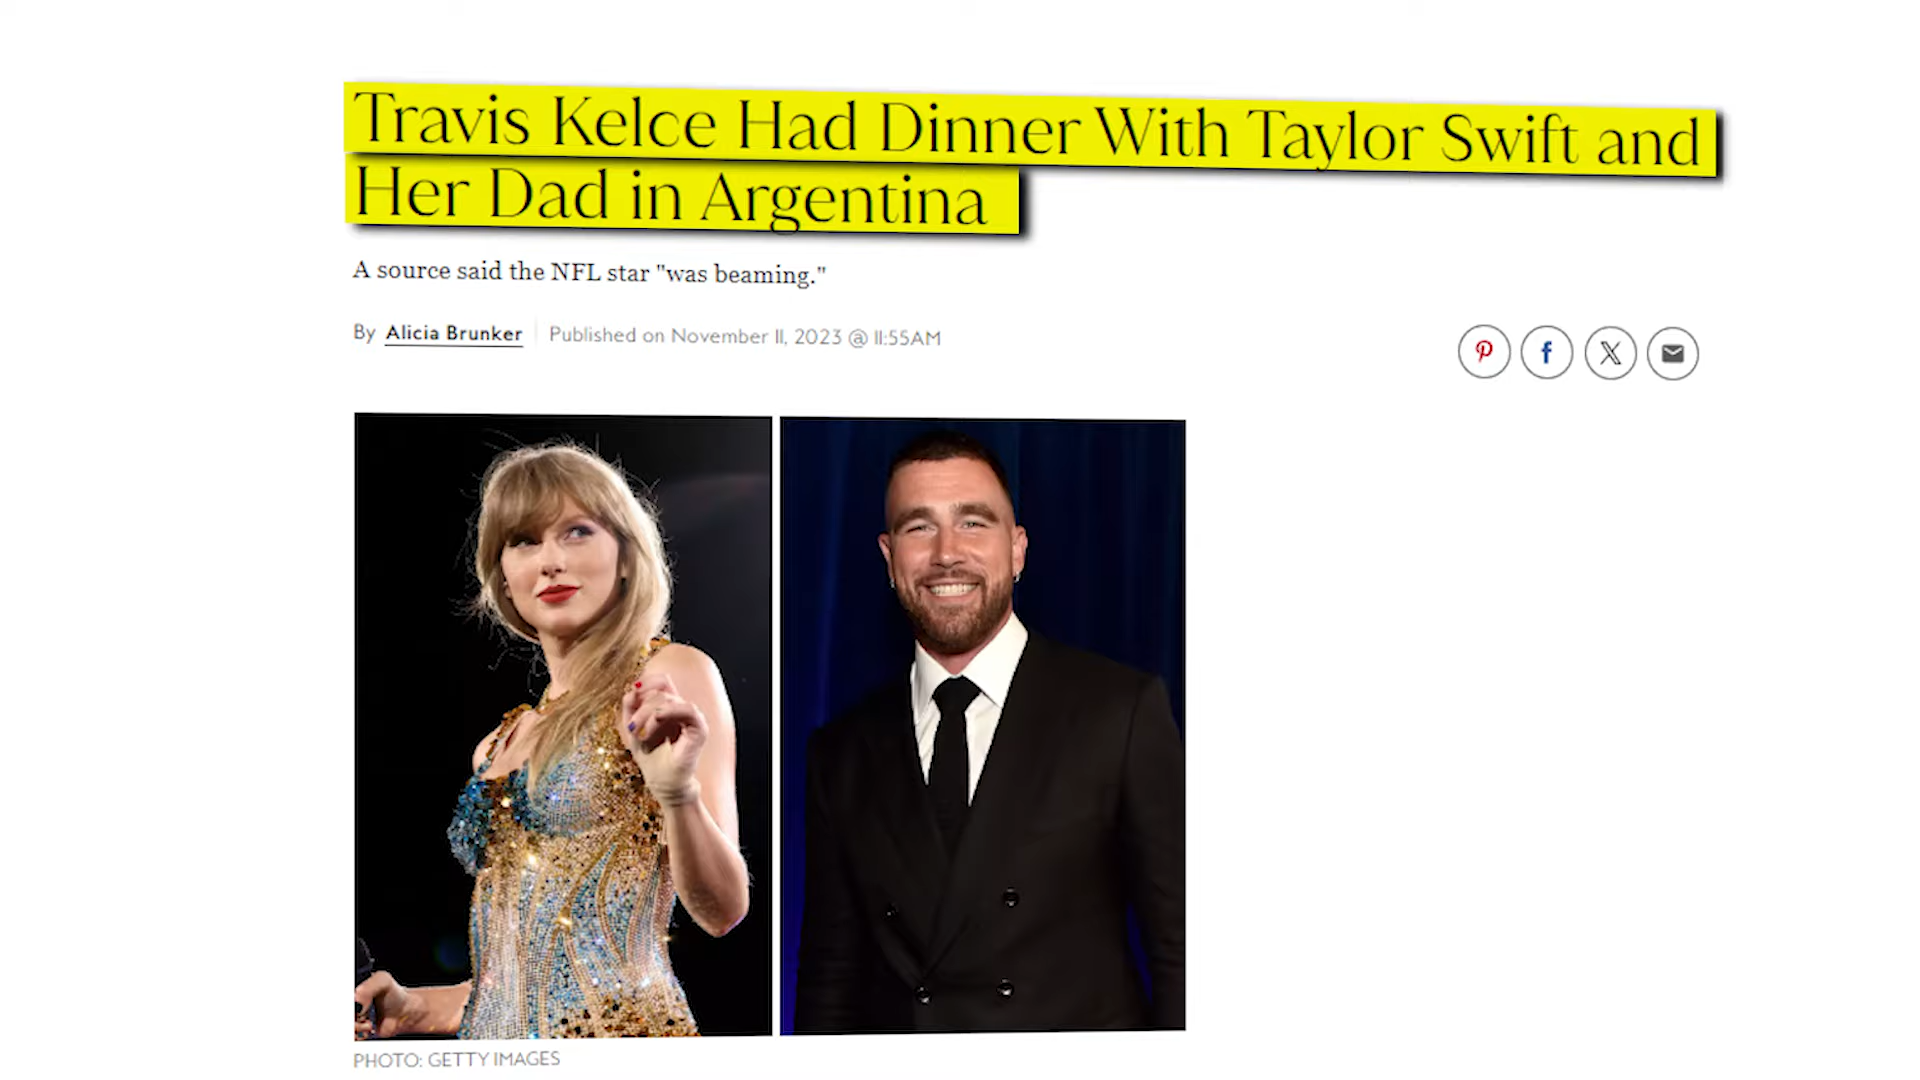 Travis Kelce Had Dinner With Taylor Swift and
Her Dad in Argentina
A source said the NFL star "was beaming."
By Alicia Brunker Published on November 11, 2023 @ 11:55AM
PHOTO: GETTY IMAGES